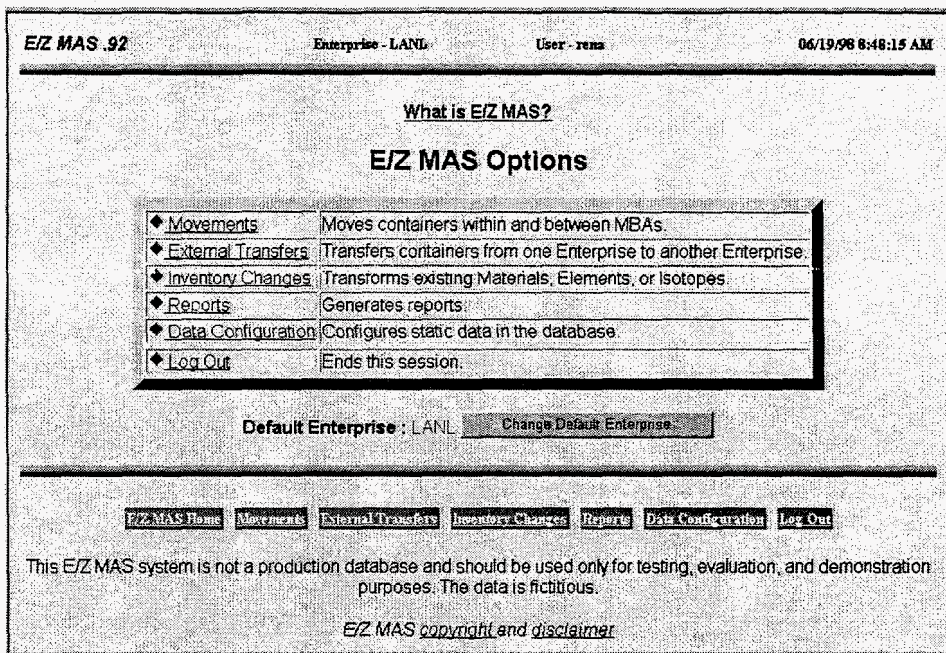 E/Z MAS .92 Enterprise - LANL User - rena 06/19/98 8:48:15 AM
What is E/Z MAS?
E/Z MAS Options
Movements Moves containers within and between MBAs.
External Transfers Transfers containers from one Enterprise to another Enterprise.
Inventory Changes Transforms existing Materials, Elements, or Isotopes.
Reports Generates reports.
Data Configuration Configures static data in the database.
Log Out Ends this session.
Default Enterprise : LANL Change Default Enterprise...
E/Z MAS Home Movements External Transfers Inventory Changes Reports Data Configuration Log Out
This E/Z MAS system is not a production database and should be used only for testing, evaluation, and demonstration
purposes. The data is fictitious.
E/Z MAS copyright and disclaimer